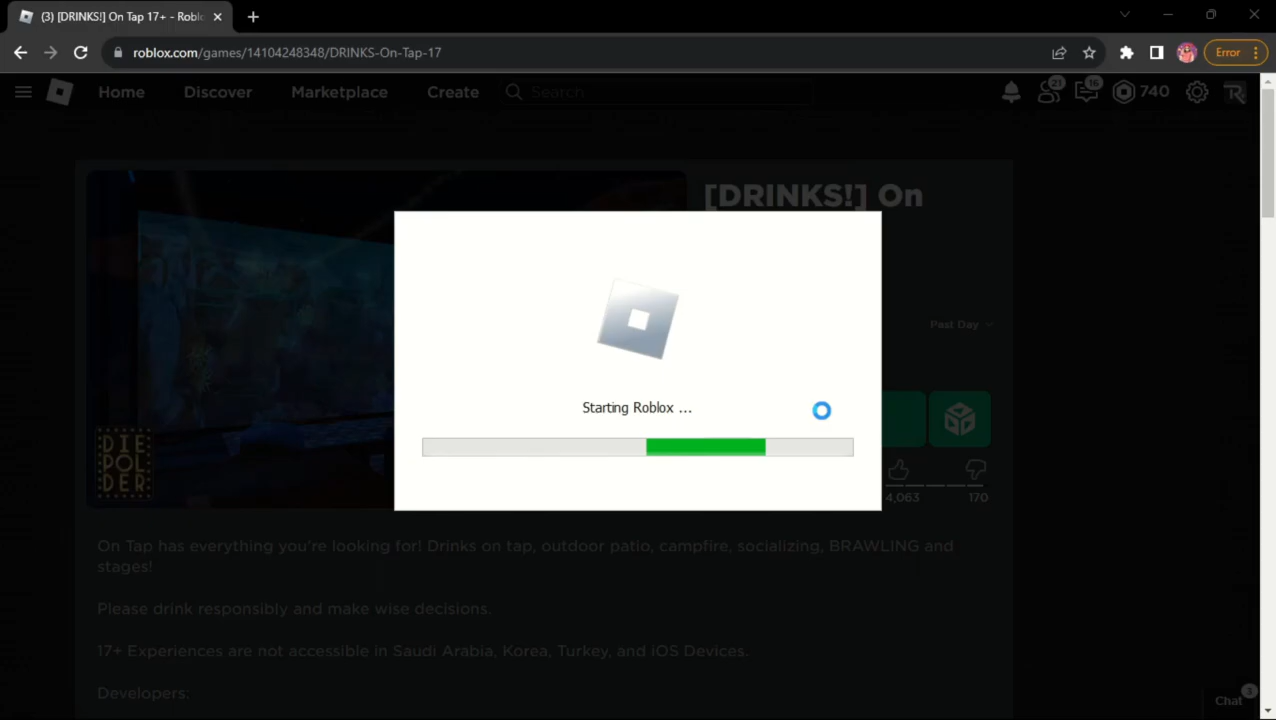 (3) [DRINKS!] On Tap 17+ - Roblo
roblox.com/games/14104248348/DRINKS-On-Tap-17
Error
Home Discover Marketplace Create Search 21 16 740
[DRINKS!] On
Past Day
Starting Roblox ...
DIE
POL
DER
4,063 170
On Tap has everything you're looking for! Drinks on tap, outdoor patio, campfire, socializing, BRAWLING and
stages!
Please drink responsibly and make wise decisions.
17+ Experiences are not accessible in Saudi Arabia, Korea, Turkey, and iOS Devices.
Developers:
Chat 3